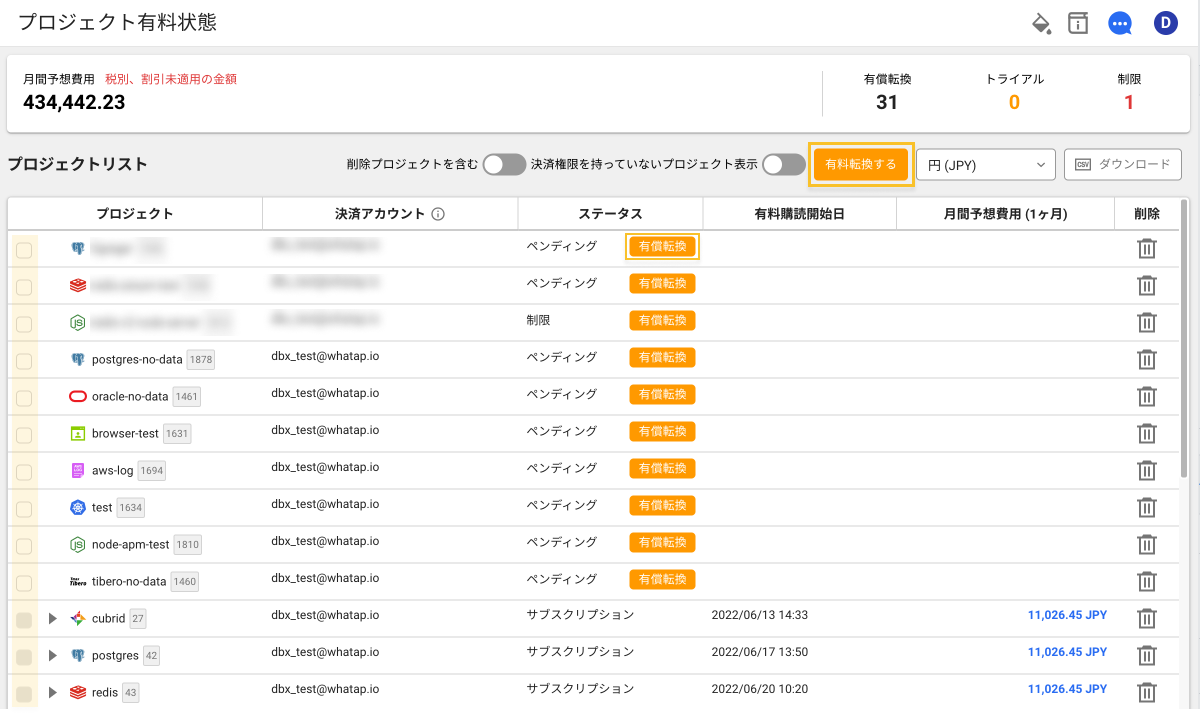 プロジェクト有料状態
D
月間予想費用 税別、割引未適用の金額
434,442.23
有償転換
31
トライアル
0
制限
1
プロジェクトリスト
削除プロジェクトを含む
決済権限を持っていないプロジェクト表示
有料転換する
円 (JPY)
CSV ダウンロード
プロジェクト 決済アカウント ステータス 有料購読開始日 月間予想費用 (1ヶ月) 削除
ペンディング 有償転換
ペンディング 有償転換
制限 有償転換
postgres-no-data 1878 dbx_test@whatap.io ペンディング 有償転換
oracle-no-data 1461 dbx_test@whatap.io ペンディング 有償転換
browser-test 1631 dbx_test@whatap.io ペンディング 有償転換
aws-log 1694 dbx_test@whatap.io ペンディング 有償転換
test 1634 dbx_test@whatap.io ペンディング 有償転換
node-apm-test 1810 dbx_test@whatap.io ペンディング 有償転換
tibero-no-data 1460 dbx_test@whatap.io ペンディング 有償転換
cubrid 27 dbx_test@whatap.io サブスクリプション 2022/06/13 14:33 11,026.45 JPY
postgres 42 dbx_test@whatap.io サブスクリプション 2022/06/17 13:50 11,026.45 JPY
redis 43 dbx_test@whatap.io サブスクリプション 2022/06/20 10:20 11,026.45 JPY